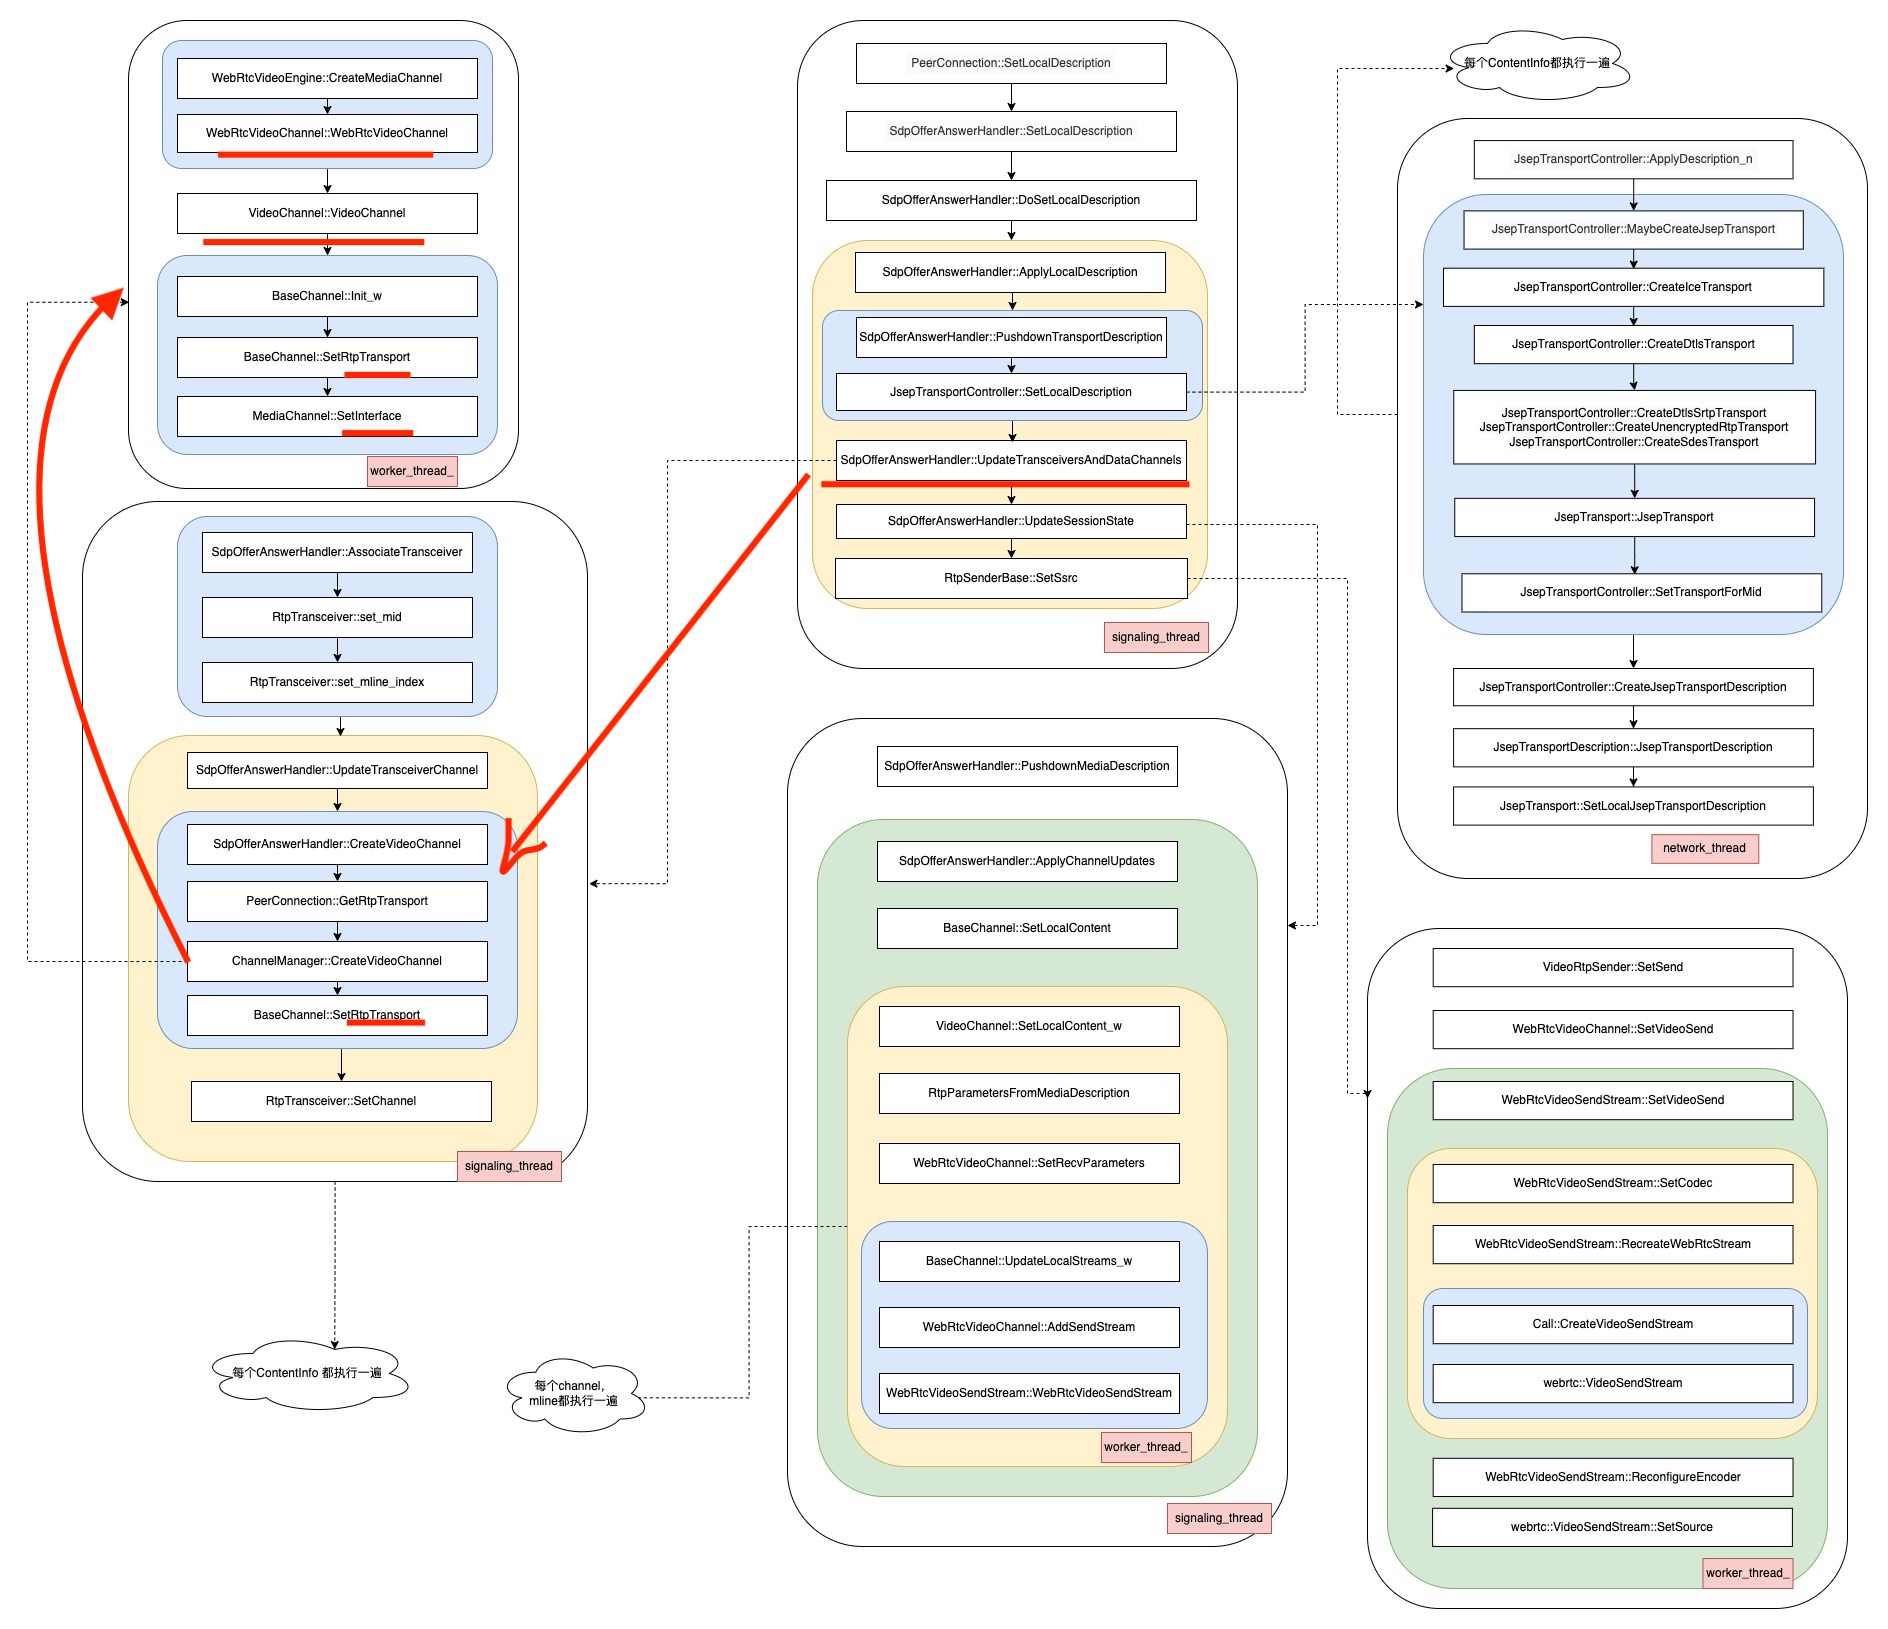 WebRtcVideoEngine::CreateMediaChannel
WebRtcVideoChannel::WebRtcVideoChannel
VideoChannel::VideoChannel
BaseChannel::Init_w
BaseChannel::SetRtpTransport
MediaChannel::SetInterface
worker_thread_
SdpOfferAnswerHandler::AssociateTransceiver
RtpTransceiver::set_mid
RtpTransceiver::set_mline_index
SdpOfferAnswerHandler::UpdateTransceiverChannel
SdpOfferAnswerHandler::CreateVideoChannel
PeerConnection::GetRtpTransport
ChannelManager::CreateVideoChannel
BaseChannel::SetRtpTransport
RtpTransceiver::SetChannel
signaling_thread
每个ContentInfo 都执行一遍
PeerConnection::SetLocalDescription
SdpOfferAnswerHandler::SetLocalDescription
SdpOfferAnswerHandler::DoSetLocalDescription
SdpOfferAnswerHandler::ApplyLocalDescription
SdpOfferAnswerHandler::PushdownTransportDescription
JsepTransportController::SetLocalDescription
SdpOfferAnswerHandler::UpdateTransceiversAndDataChannels
SdpOfferAnswerHandler::UpdateSessionState
RtpSenderBase::SetSsrc
signaling_thread
SdpOfferAnswerHandler::PushdownMediaDescription
SdpOfferAnswerHandler::ApplyChannelUpdates
BaseChannel::SetLocalContent
VideoChannel::SetLocalContent_w
RtpParametersFromMediaDescription
WebRtcVideoChannel::SetRecvParameters
BaseChannel::UpdateLocalStreams_w
WebRtcVideoChannel::AddSendStream
WebRtcVideoSendStream::WebRtcVideoSendStream
worker_thread_
signaling_thread
每个channel,
mline都执行一遍
每个ContentInfo都执行一遍
JsepTransportController::ApplyDescription_n
JsepTransportController::MaybeCreateJsepTransport
JsepTransportController::CreateIceTransport
JsepTransportController::CreateDtlsTransport
JsepTransportController::CreateDtlsSrtpTransport
JsepTransportController::CreateUnencryptedRtpTransport
JsepTransportController::CreateSdesTransport
JsepTransport::JsepTransport
JsepTransportController::SetTransportForMid
JsepTransportController::CreateJsepTransportDescription
JsepTransportDescription::JsepTransportDescription
JsepTransport::SetLocalJsepTransportDescription
network_thread
VideoRtpSender::SetSend
WebRtcVideoChannel::SetVideoSend
WebRtcVideoSendStream::SetVideoSend
WebRtcVideoSendStream::SetCodec
WebRtcVideoSendStream::RecreateWebRtcStream
Call::CreateVideoSendStream
webrtc::VideoSendStream
WebRtcVideoSendStream::ReconfigureEncoder
webrtc::VideoSendStream::SetSource
worker_thread_